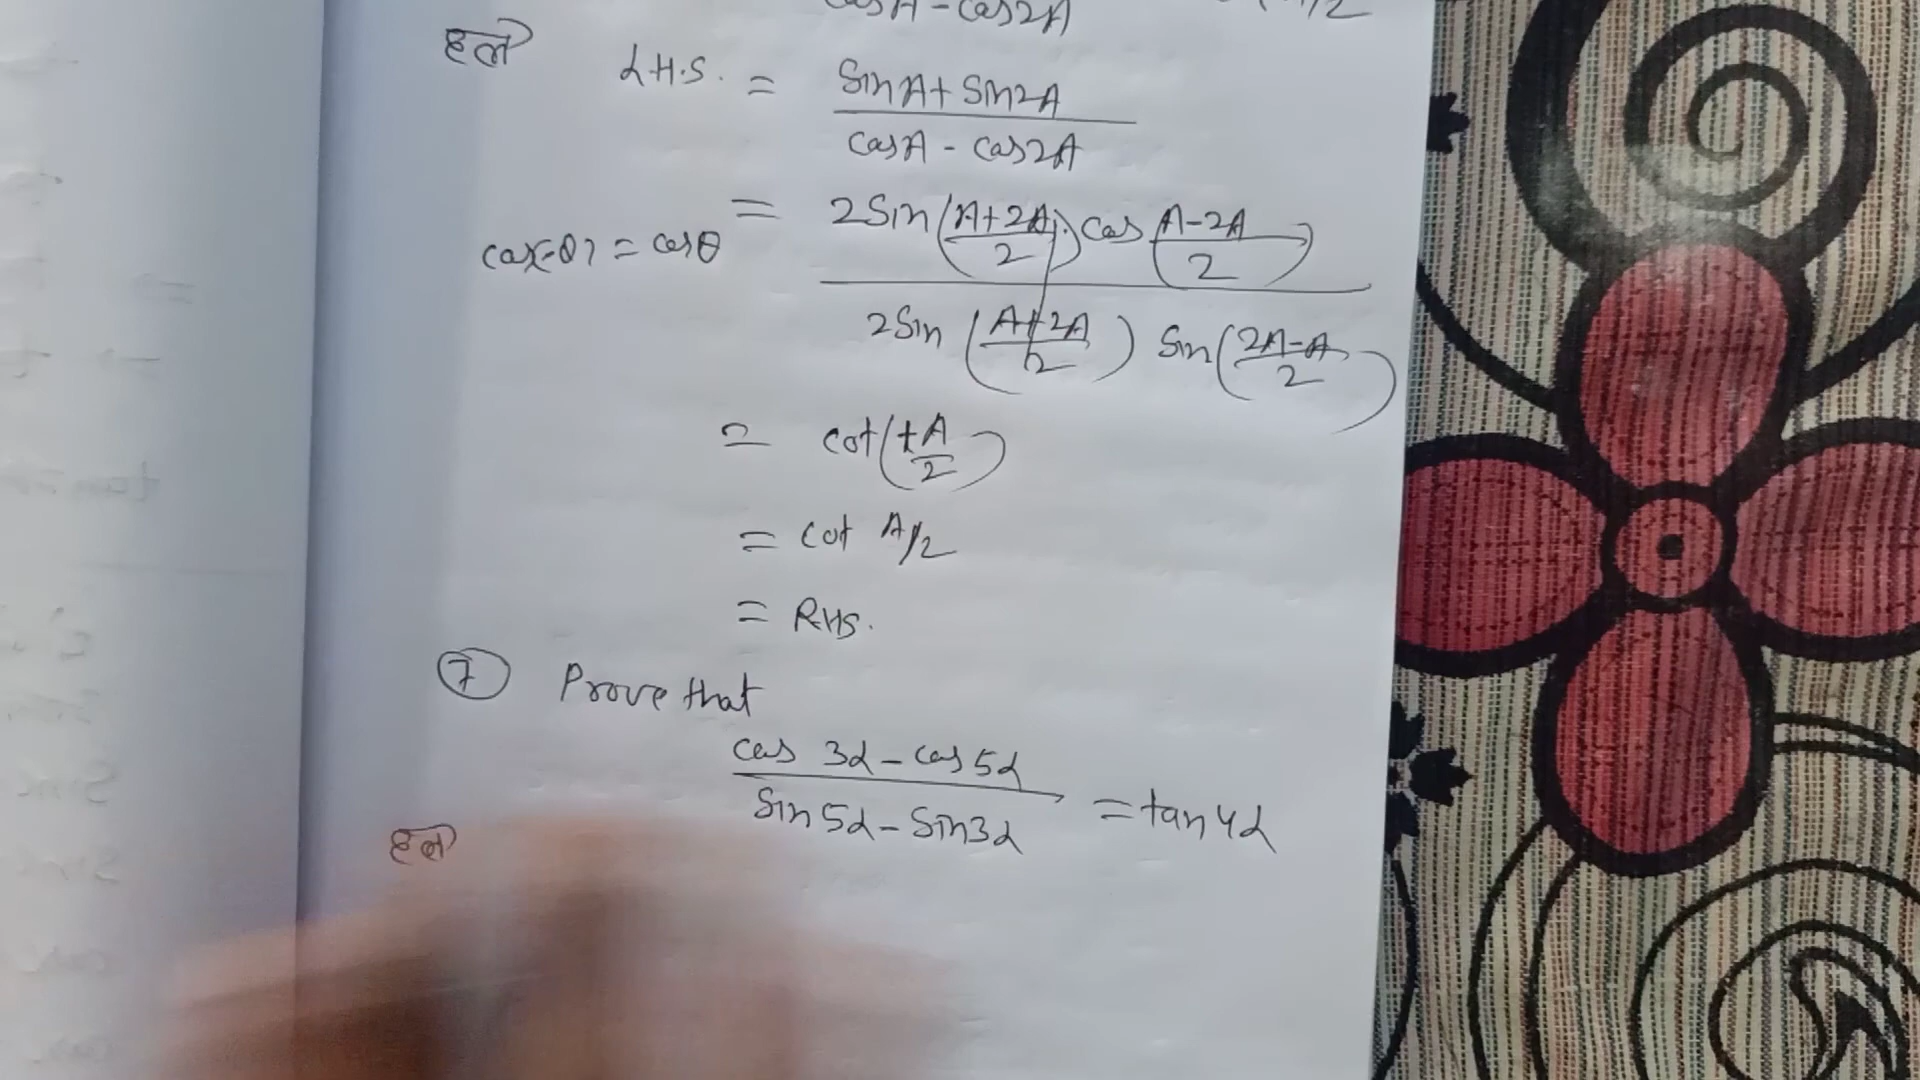 cosA - cos2A
हल
L.H.S. = SinA + Sin2A / cosA - cos2A
cos(-θ) = cosθ = 2Sin(A+2A/2).cos(A-2A/2) / 2Sin(A+2A/2) Sin(2A-A/2)
= cot(+A/2)
= cot A/2
= RHS.
7 Prove that
cos 3α - cos 5α / Sin 5α - Sin 3α = tan 4α
हल